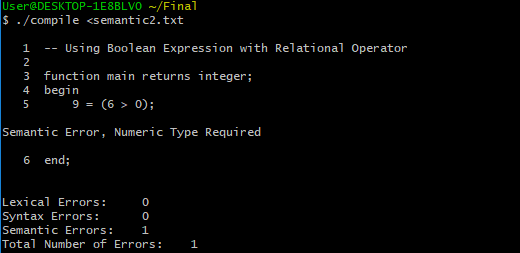 User@DESKTOP-1E8BLVO ~/Final
$ ./compile <semantic2.txt
1 -- Using Boolean Expression with Relational Operator
2
3 function main returns integer;
4 begin
5 9 = (6 > 0);
Semantic Error, Numeric Type Required
6 end;
Lexical Errors: 0
Syntax Errors: 0
Semantic Errors: 1
Total Number of Errors: 1